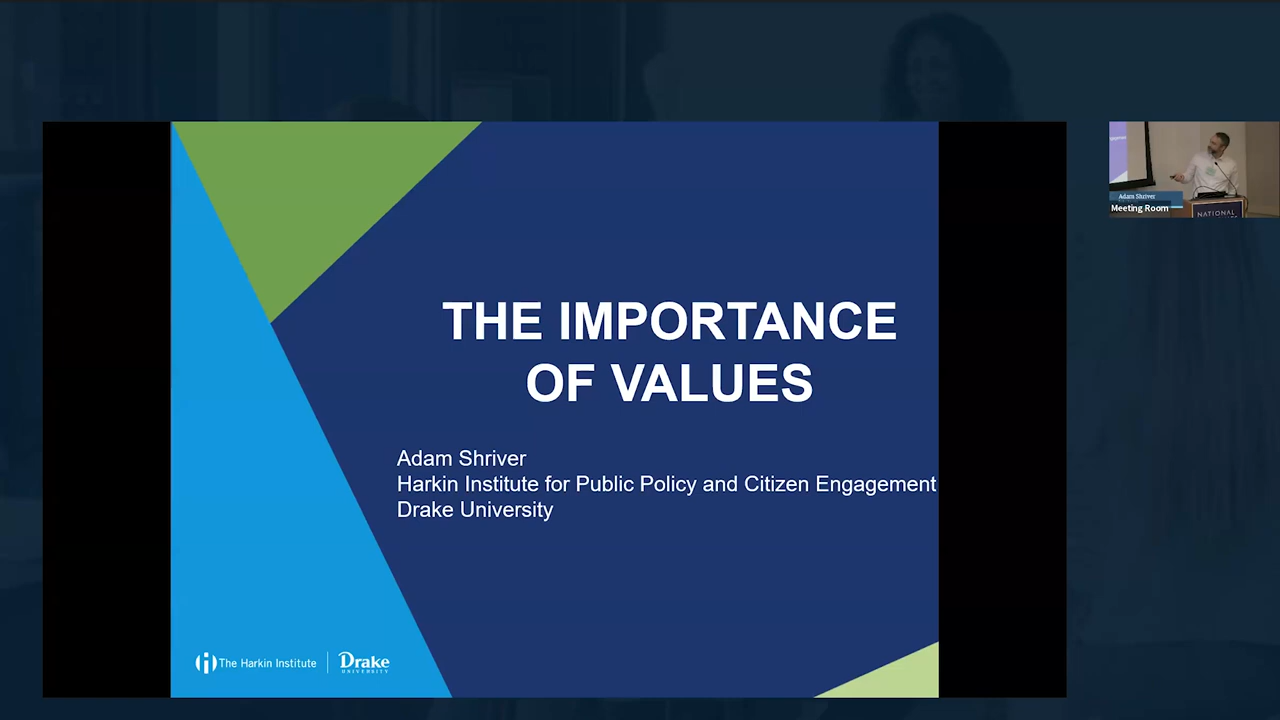 THE IMPORTANCE
OF VALUES
Adam Shriver
Harkin Institute for Public Policy and Citizen Engagement
Drake University
The Harkin Institute
Drake
UNIVERSITY
Adam Shriver
Meeting Room
NATIONAL